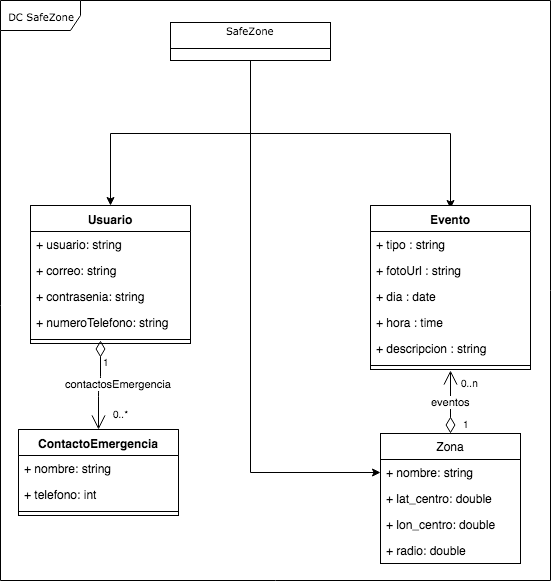 DC SafeZone
SafeZone
Usuario
+ usuario: string
+ correo: string
+ contrasenia: string
+ numeroTelefono: string
Evento
+ tipo : string
+ fotoUrl : string
+ dia : date
+ hora : time
+ descripcion : string
1
contactosEmergencia
0..*
0..n
eventos
1
ContactoEmergencia
+ nombre: string
+ telefono: int
Zona
+ nombre: string
+ lat_centro: double
+ lon_centro: double
+ radio: double